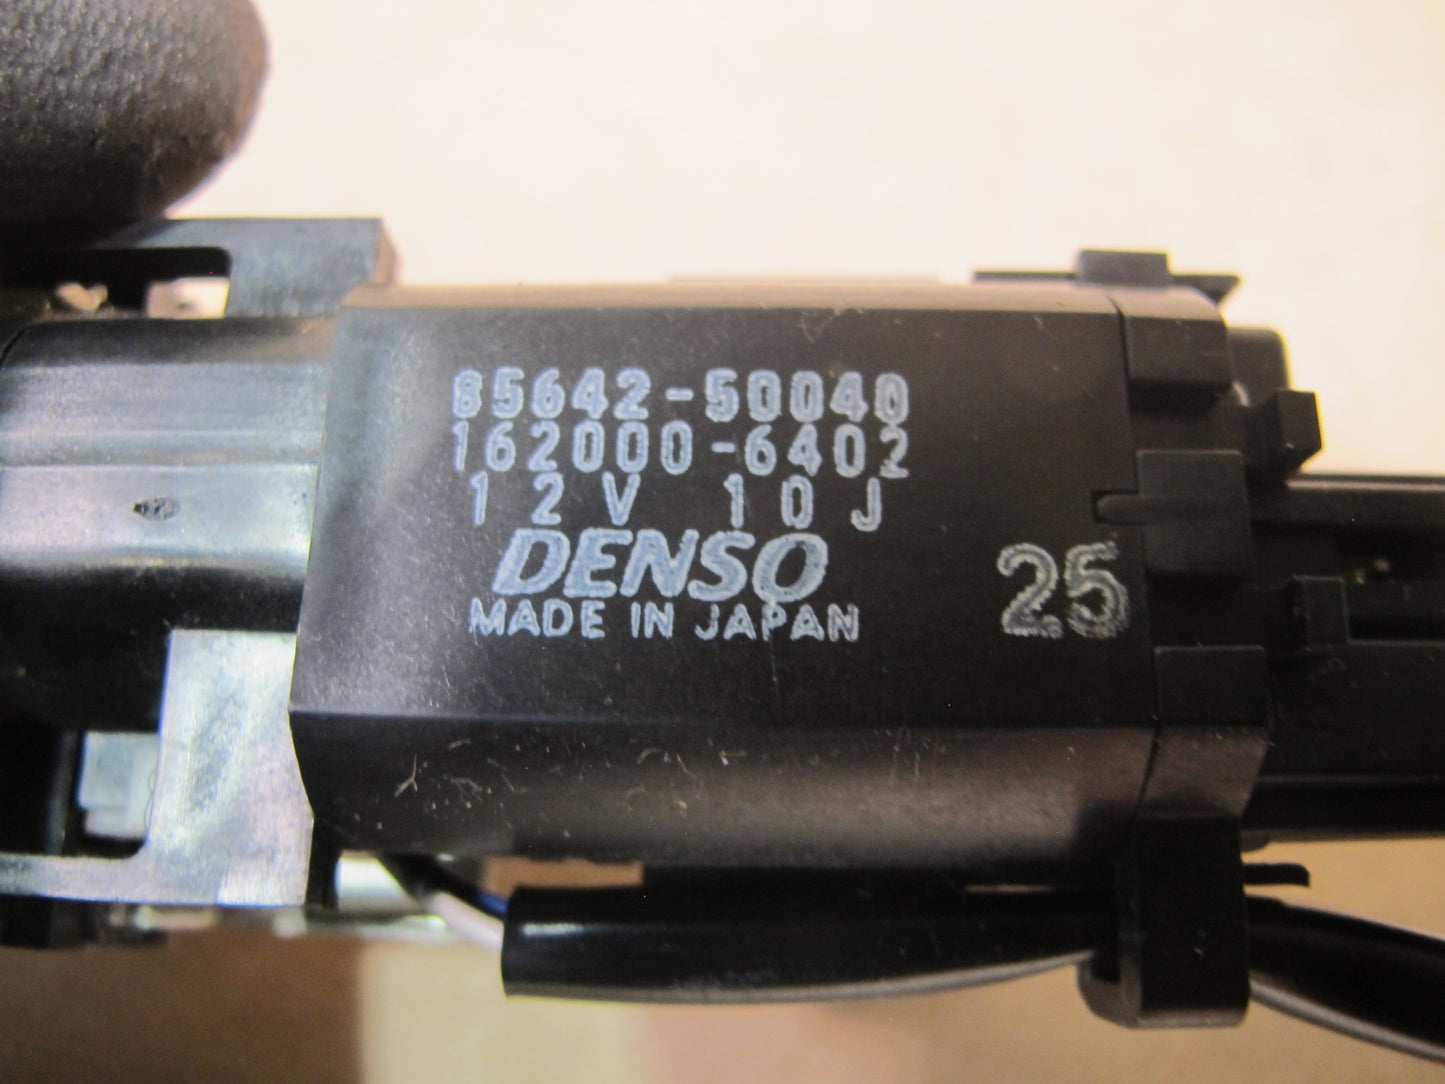 85642-50040
162000-6402
12V 10J
DENSO
MADE IN JAPAN
25